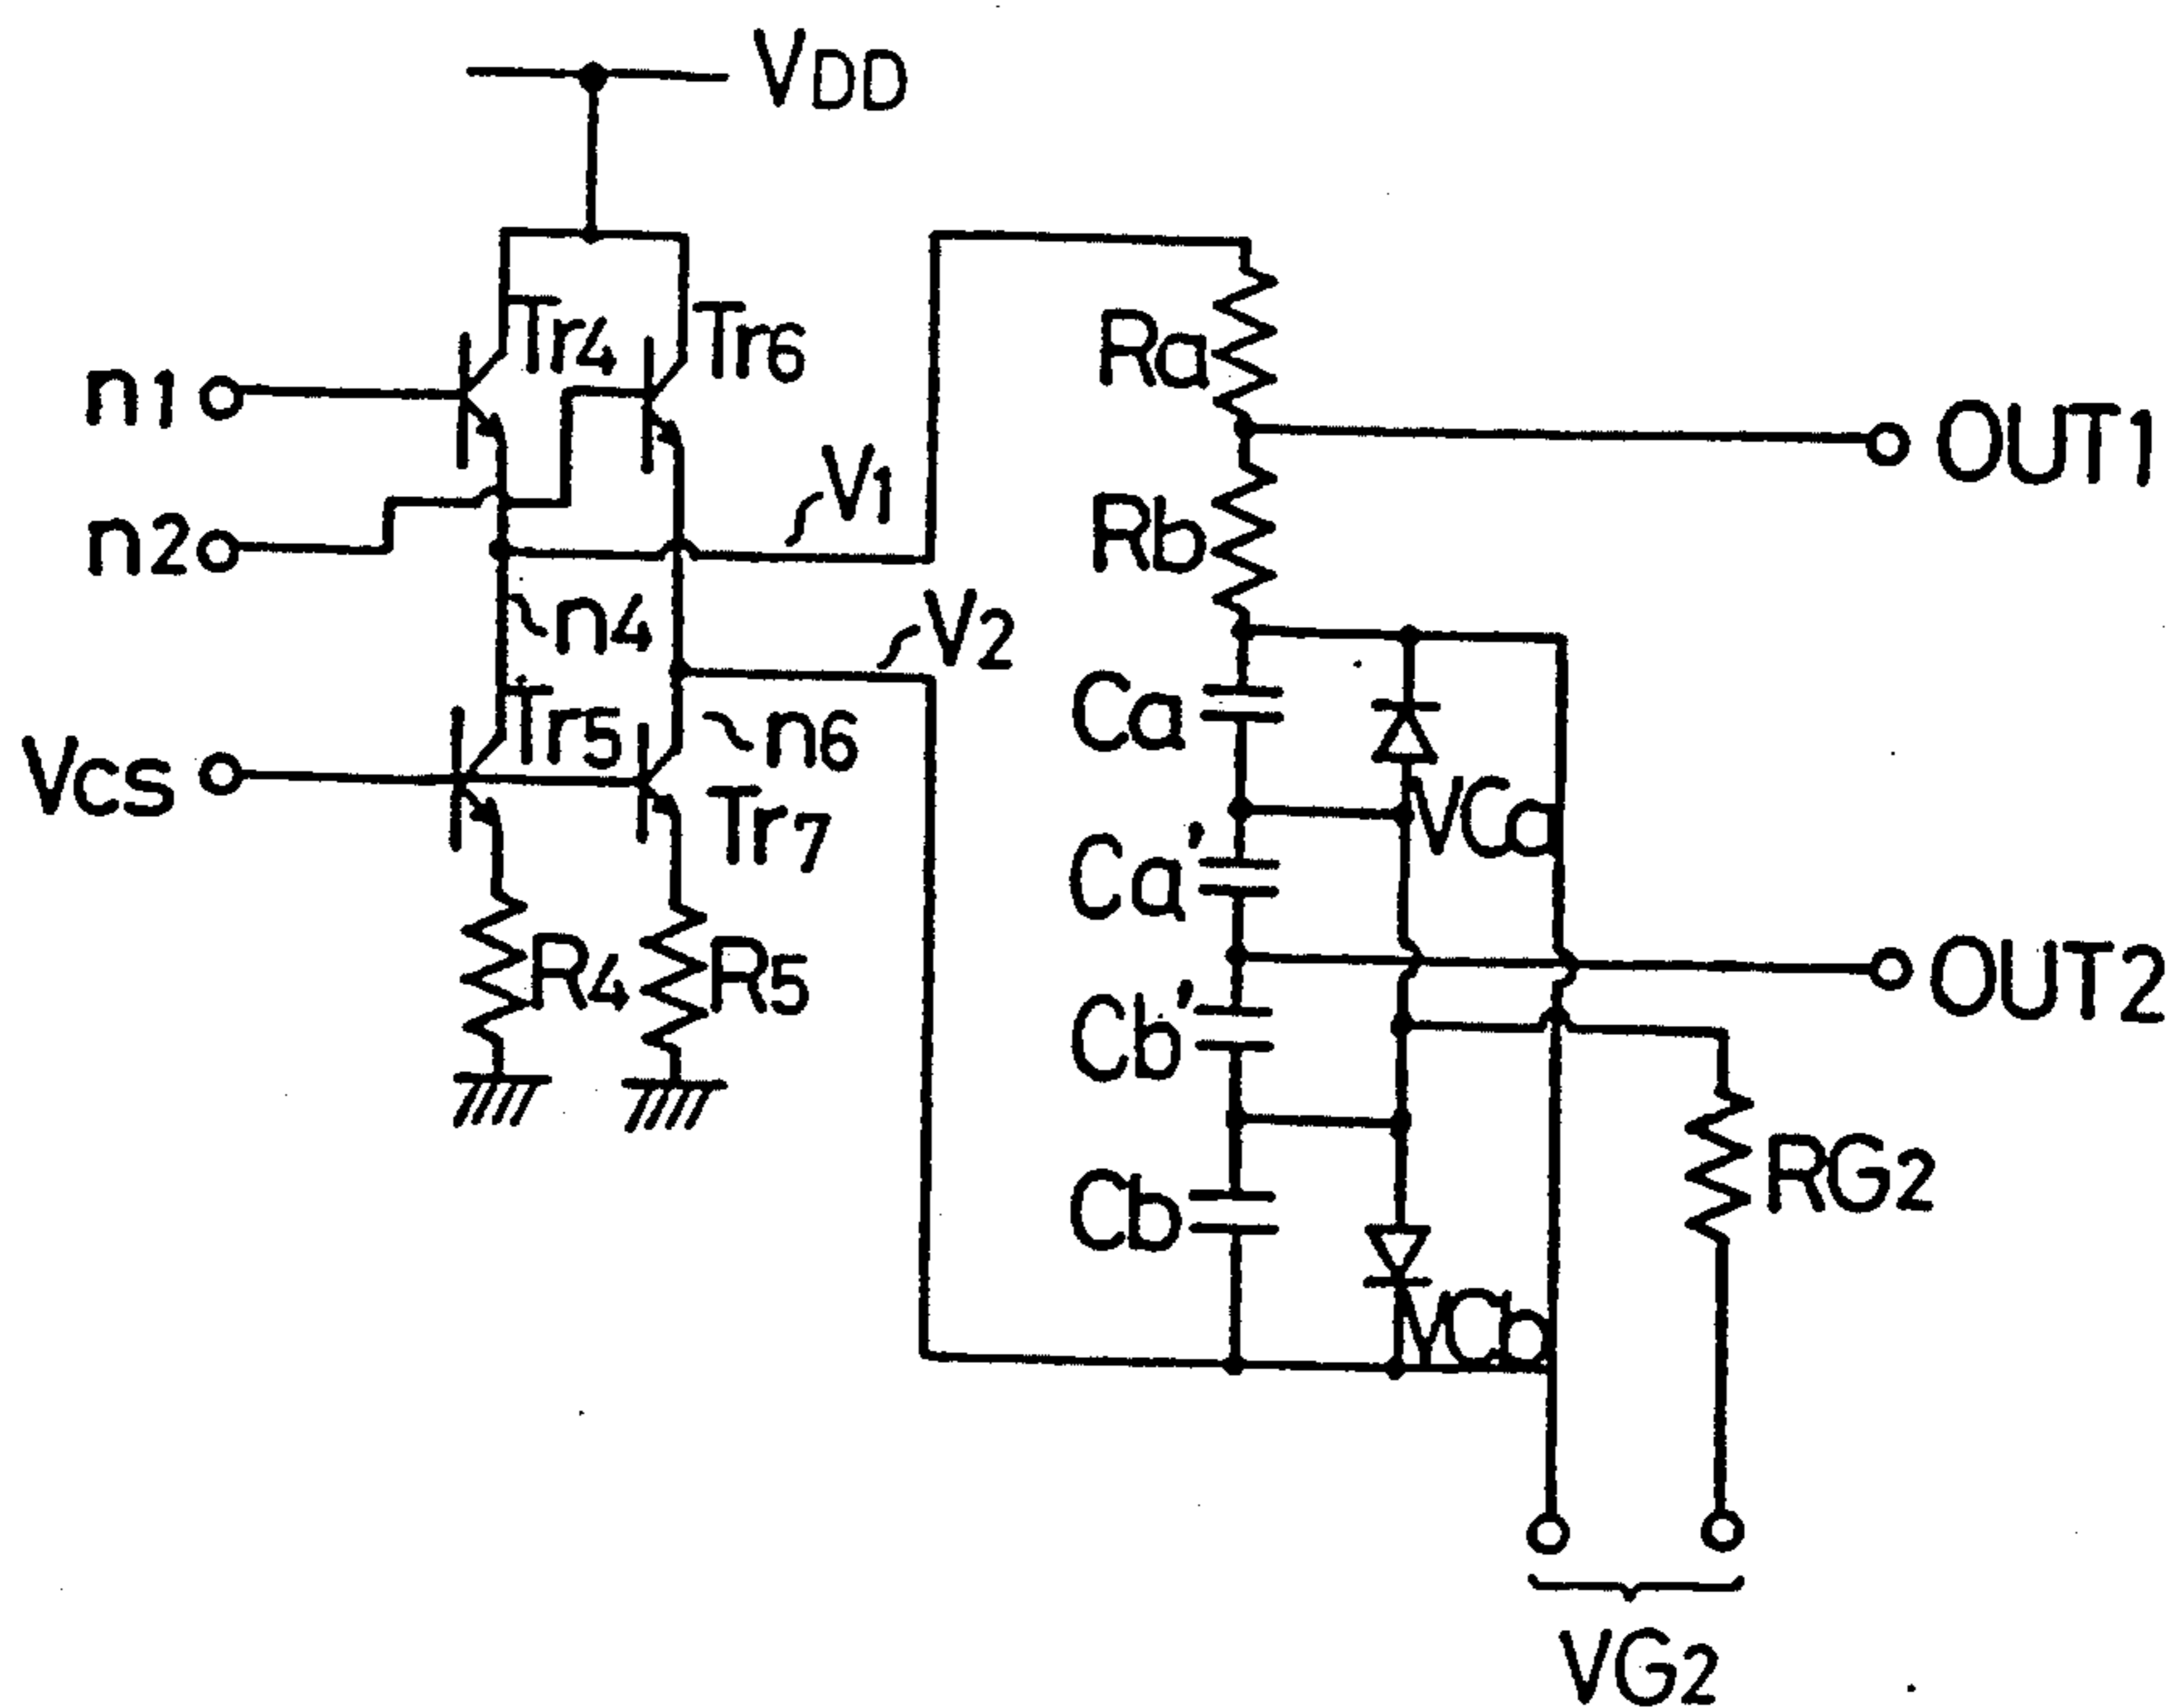 VDD
Tr4
Tr6
n1
Ra
OUT1
V1
n2
Rb
n4
V2
Ca
Tr5
n6
Vcs
VCa
Tr7
Ca'
R4
R5
OUT2
Cb'
RG2
Cb
VCb
VG2